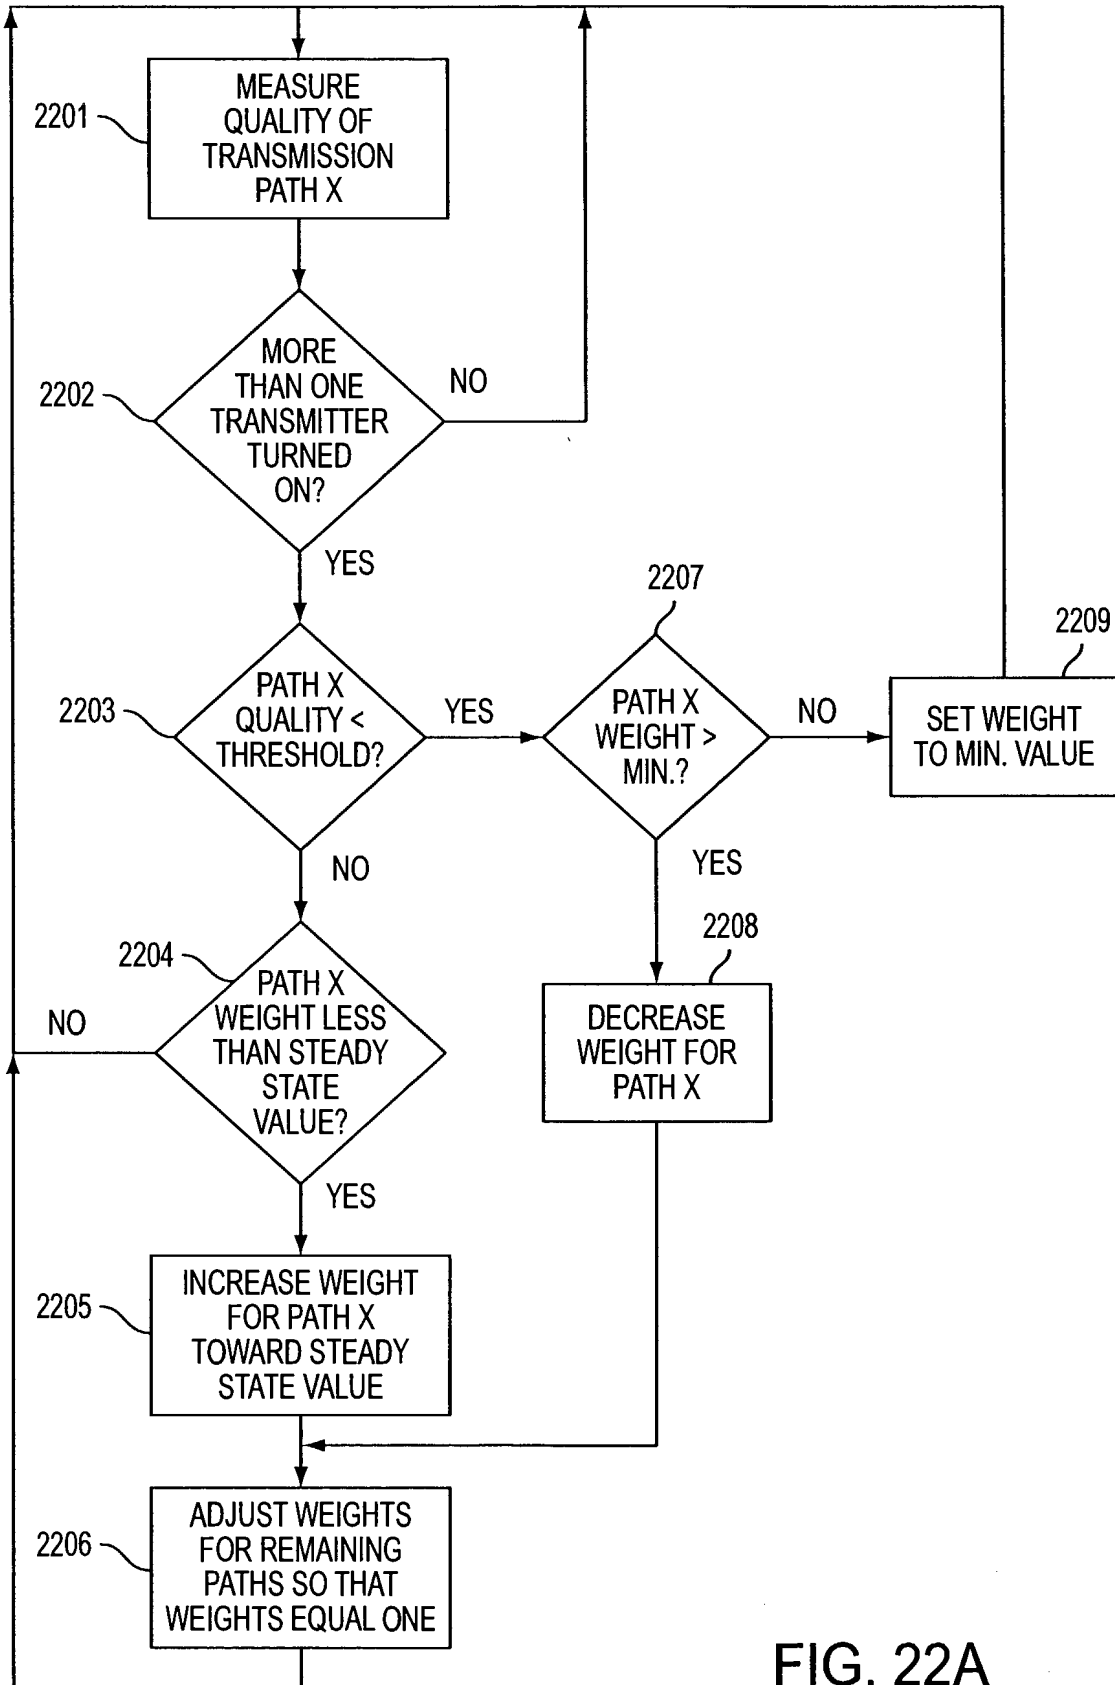 2201
MEASURE
QUALITY OF
TRANSMISSION
PATH X
2202
MORE
THAN ONE
TRANSMITTER
TURNED
ON?
NO
YES
2203
PATH X
QUALITY <
THRESHOLD?
YES
NO
2207
PATH X
WEIGHT >
MIN.?
NO
YES
2209
SET WEIGHT
TO MIN. VALUE
2204
PATH X
WEIGHT LESS
THAN STEADY
STATE
VALUE?
NO
YES
2208
DECREASE
WEIGHT FOR
PATH X
2205
INCREASE WEIGHT
FOR PATH X
TOWARD STEADY
STATE VALUE
2206
ADJUST WEIGHTS
FOR REMAINING
PATHS SO THAT
WEIGHTS EQUAL ONE
FIG. 22A